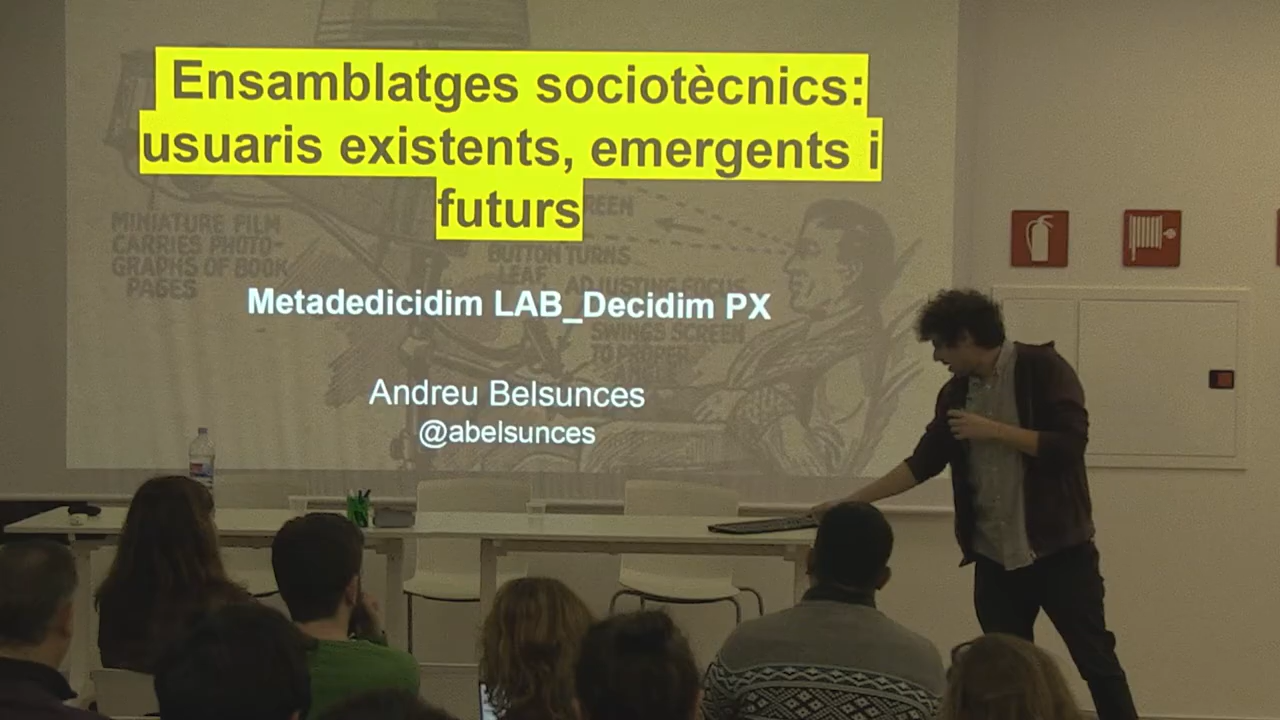 Ensamblatges sociotècnics:
usuaris existents, emergents i
futurs
MINIATURE FILM
CARRIES PHOTO-
GRAPHS OF BOOK
PAGES
BUTTON TURNS
LEAF
ADJUSTING FOCUS
SWINGS SCREEN
TO PROPER
Metadedicidim LAB_Decidim PX
Andreu Belsunces
@abelsunces